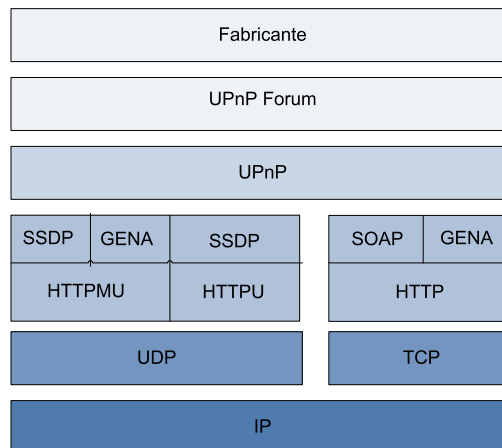 Fabricante
UPnP Forum
UPnP
SSDP GENA SSDP SOAP GENA
HTTPMU HTTPU HTTP
UDP TCP
IP